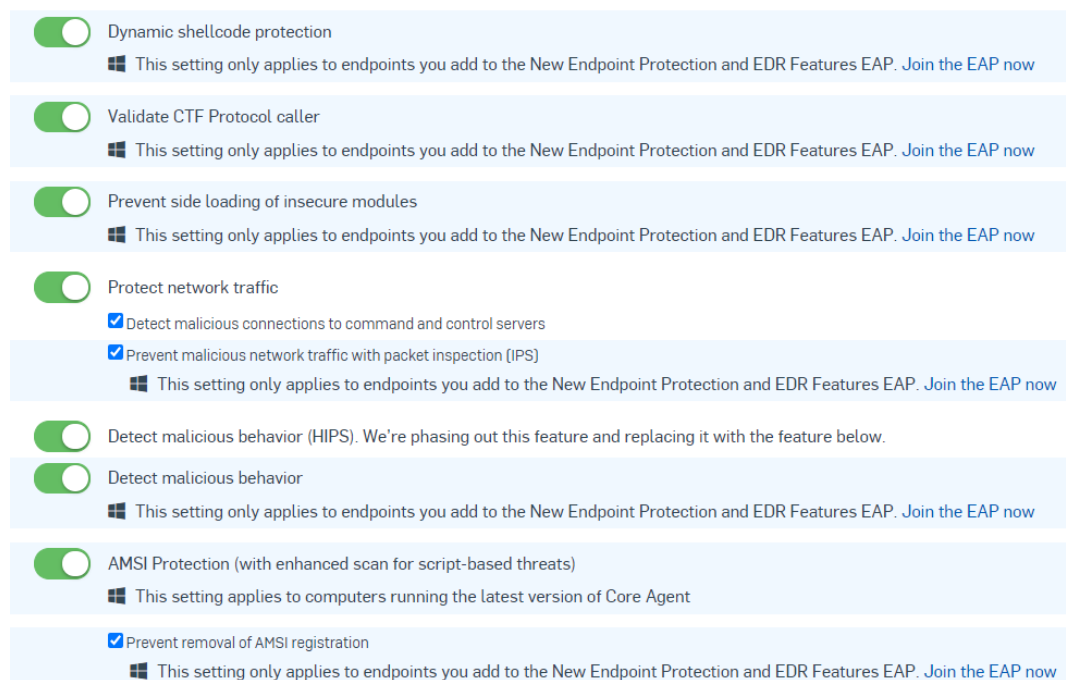 Dynamic shellcode protection
This setting only applies to endpoints you add to the New Endpoint Protection and EDR Features EAP. Join the EAP now
Validate CTF Protocol caller
This setting only applies to endpoints you add to the New Endpoint Protection and EDR Features EAP. Join the EAP now
Prevent side loading of insecure modules
This setting only applies to endpoints you add to the New Endpoint Protection and EDR Features EAP. Join the EAP now
Protect network traffic
Detect malicious connections to command and control servers
Prevent malicious network traffic with packet inspection (IPS)
This setting only applies to endpoints you add to the New Endpoint Protection and EDR Features EAP. Join the EAP now
Detect malicious behavior (HIPS). We're phasing out this feature and replacing it with the feature below.
Detect malicious behavior
This setting only applies to endpoints you add to the New Endpoint Protection and EDR Features EAP. Join the EAP now
AMSI Protection (with enhanced scan for script-based threats)
This setting applies to computers running the latest version of Core Agent
Prevent removal of AMSI registration
This setting only applies to endpoints you add to the New Endpoint Protection and EDR Features EAP. Join the EAP now